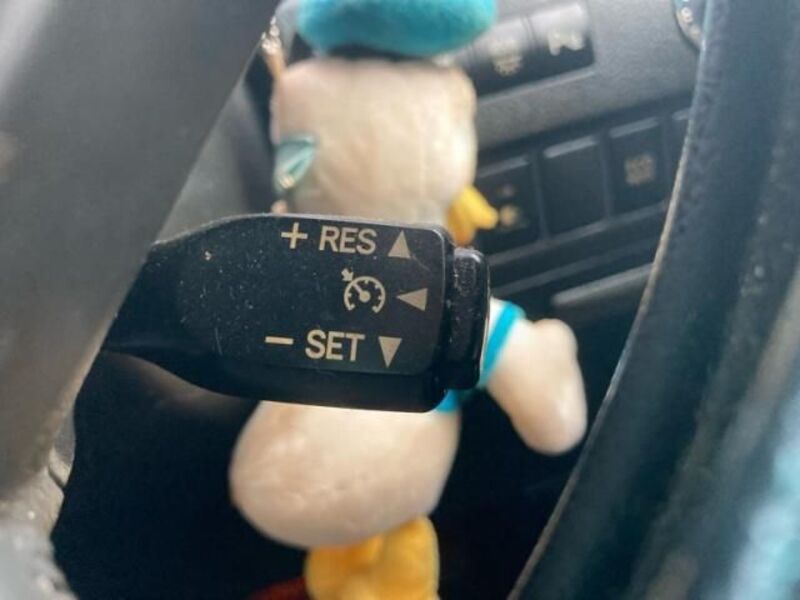 + RES ▲
◀
− SET ▼